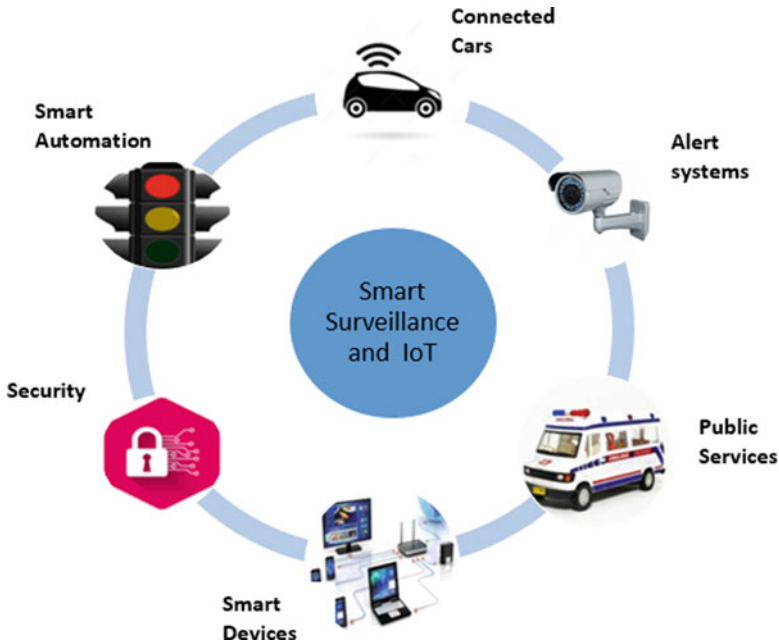 Connected
Cars
Smart
Automation
Alert
systems
Smart
Surveillance
and IoT
Security
Public
Services
Smart
Devices